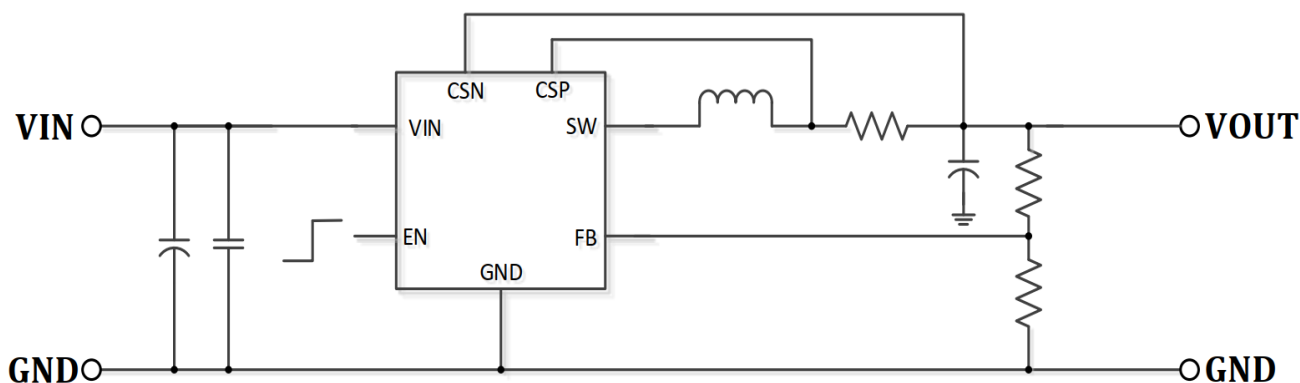 CSN CSP
VIN VIN SW VOUT
EN FB
GND
GND GND